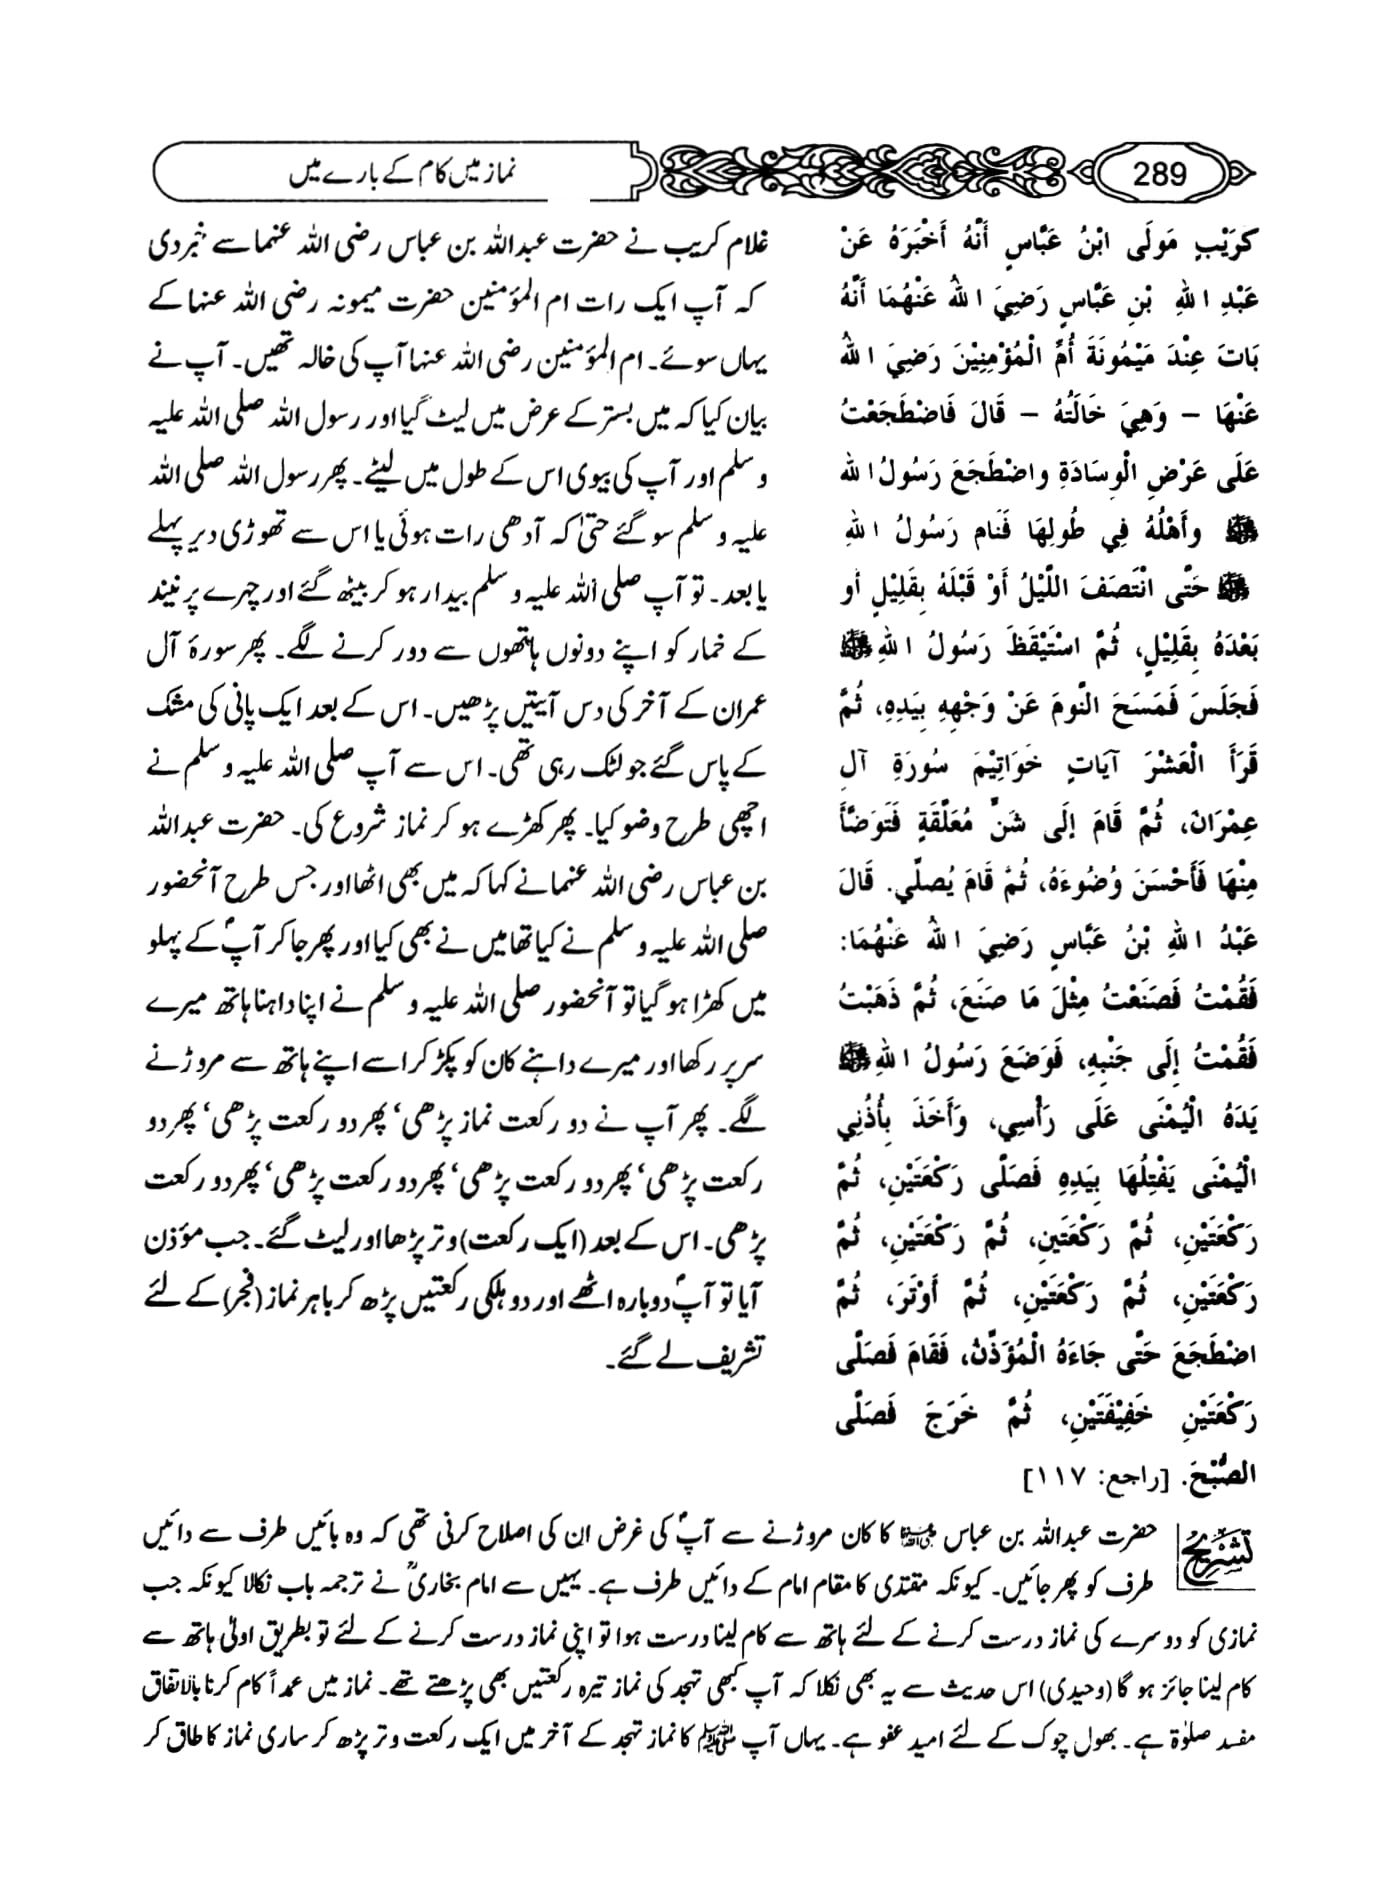 289
نماز میں کام کے بارے میں
كرَيْبٍ مَولَى ابْنُ عَبَّاسٍ أَنَّهُ أَخْبَرَهُ عَنْ
عَبْدِ اللهِ بْنِ عَبَّاسٍ رَضِيَ اللهُ عَنْهُمَا أَنَّهُ
بَاتَ عِنْدَ مَيْمُونَةَ أُمِّ الْمُؤْمِنِيْنَ رَضِيَ اللهُ
عَنْهَا – وَهِيَ خَالَتُهُ – قَالَ فَاضْطَجَعْتُ
عَلَى عَرْضِ الْوِسَادَةِ واضْطَجَعَ رَسُولُ اللهِ
ﷺ وأَهْلُهُ فِي طُولِهَا فَنَام رَسُولُ اللهِ
ﷺ حَتَّى انْتَصَفَ اللَّيْلُ أَوْ قَبْلَهُ بِقَلِيْلٍ أَو
بَعْدَهُ بِقَلِيْلٍ، ثُمَّ اسْتَيْقَظَ رَسُولُ اللهِ ﷺ
فَجَلَسَ فَمَسَحَ النَّومَ عَنْ وَجْهِهِ بِيَدِهِ، ثُمَّ
قَرَأَ الْعَشْرَ آيَاتٍ خَوَاتِيْمَ سُورَةِ آلِ
عِمْرَانَ، ثُمَّ قَامَ إلَى شَنٍّ مُعَلَّقَةٍ فَتَوَضَّأَ
مِنْهَا فَأَحْسَنَ وُضُوءَهُ، ثُمَّ قَامَ يُصلِّي. قَالَ
عَبْدُ اللهِ بْنُ عَبَّاسٍ رَضِيَ اللهُ عَنْهُمَا:
فَقُمْتُ فَصَنَعْتُ مِثْلَ مَا صَنَعَ، ثُمَّ ذَهَبْتُ
فَقُمْتُ إِلَى جَنْبِهِ، فَوَضَعَ رَسُولُ اللهِ ﷺ
يَدَهُ الْيُمْنَى عَلَى رَأْسِي، وَأَخَذَ بِأُذُنِي
الْيُمْنَى يَفْتِلُهَا بِيَدِهِ فَصَلَّى رَكْعَتَيْنِ، ثُمَّ
رَكْعَتَيْنِ، ثُمَّ رَكْعَتَينِ، ثُمَّ رَكْعَتَيْنِ، ثُمَّ
رَكْعَتَيْنِ، ثُمَّ رَكْعَتَيْنِ، ثُمَّ أَوْتَرَ، ثُمَّ
اضْطَجَعَ حَتَّى جَاءَهُ الْمُؤَذِّنُ، فَقَامَ فَصَلَّى
رَكْعَتَيْنِ خَفِيْفَتَيْنِ، ثُمَّ خَرَجَ فَصَلَّى
الصُّبْحَ. [راجع: ١١٧]
غلام کریب نے حضرت عبداللہ بن عباس رضی اللہ عنہما سے خبر دی
کہ آپ ایک رات ام المؤمنین حضرت میمونہ رضی اللہ عنہا کے
یہاں سوئے۔ ام المؤمنین رضی اللہ عنہا آپ کی خالہ تھیں۔ آپ نے
بیان کیا کہ میں بستر کے عرض میں لیٹ گیا اور رسول اللہ صلی اللہ علیہ
و سلم اور آپ کی بیوی اس کے طول میں لیٹے۔ پھر رسول اللہ صلی اللہ
علیہ و سلم سو گئے حتیٰ کہ آدھی رات ہوئی یا اس سے تھوڑی دیر پہلے
یا بعد۔ تو آپ صلی اللہ علیہ و سلم بیدار ہو کر بیٹھ گئے اور چہرے پر نیند
کے خمار کو اپنے دونوں ہاتھوں سے دور کرنے لگے۔ پھر سورۂ آل
عمران کے آخر کی دس آیتیں پڑھیں۔ اس کے بعد ایک پانی کی مشک
کے پاس گئے جو لٹک رہی تھی۔ اس سے آپ صلی اللہ علیہ و سلم نے
اچھی طرح وضو کیا۔ پھر کھڑے ہو کر نماز شروع کی۔ حضرت عبداللہ
بن عباس رضی اللہ عنہما نے کہا کہ میں بھی اٹھا اور جس طرح آنحضور
صلی اللہ علیہ و سلم نے کیا تھا میں نے بھی کیا اور پھر جا کر آپؐ کے پہلو
میں کھڑا ہو گیا تو آنحضور صلی اللہ علیہ و سلم نے اپنا داہنا ہاتھ میرے
سر پر رکھا اور میرے داہنے کان کو پکڑ کر اسے اپنے ہاتھ سے مروڑنے
لگے۔ پھر آپ نے دو رکعت نماز پڑھی‘ پھر دو رکعت پڑھی‘ پھر دو
رکعت پڑھی‘ پھر دو رکعت پڑھی‘ پھر دو رکعت پڑھی‘ پھر دو رکعت
پڑھی۔ اس کے بعد (ایک رکعت) وتر پڑھا اور لیٹ گئے۔ جب مؤذن
آیا تو آپؐ دوبارہ اٹھے اور دو ہلکی رکعتیں پڑھ کر باہر نماز (فجر) کے لئے
تشریف لے گئے۔
تشریح
حضرت عبداللہ بن عباس رضی اللہ عنہما کا کان مروڑنے سے آپؐ کی غرض ان کی اصلاح کرنی تھی کہ وہ بائیں طرف سے دائیں
طرف کو پھر جائیں۔ کیونکہ مقتدی کا مقام امام کے دائیں طرف ہے۔ یہیں سے امام بخاریؒ نے ترجمہ باب نکالا کیونکہ جب
نمازی کو دوسرے کی نماز درست کرنے کے لئے ہاتھ سے کام لینا درست ہوا تو اپنی نماز درست کرنے کے لئے تو بطریق اولیٰ ہاتھ سے
کام لینا جائز ہو گا (وحیدی) اس حدیث سے یہ بھی نکلا کہ آپ کبھی تہجد کی نماز تیرہ رکعتیں بھی پڑھتے تھے۔ نماز میں عمداً کام کرنا بالاتفاق
مفسد صلوٰۃ ہے۔ بھول چوک کے لئے امید عفو ہے۔ یہاں آپ ﷺ کا نماز تہجد کے آخر میں ایک رکعت وتر پڑھ کر ساری نماز کا طاق کر